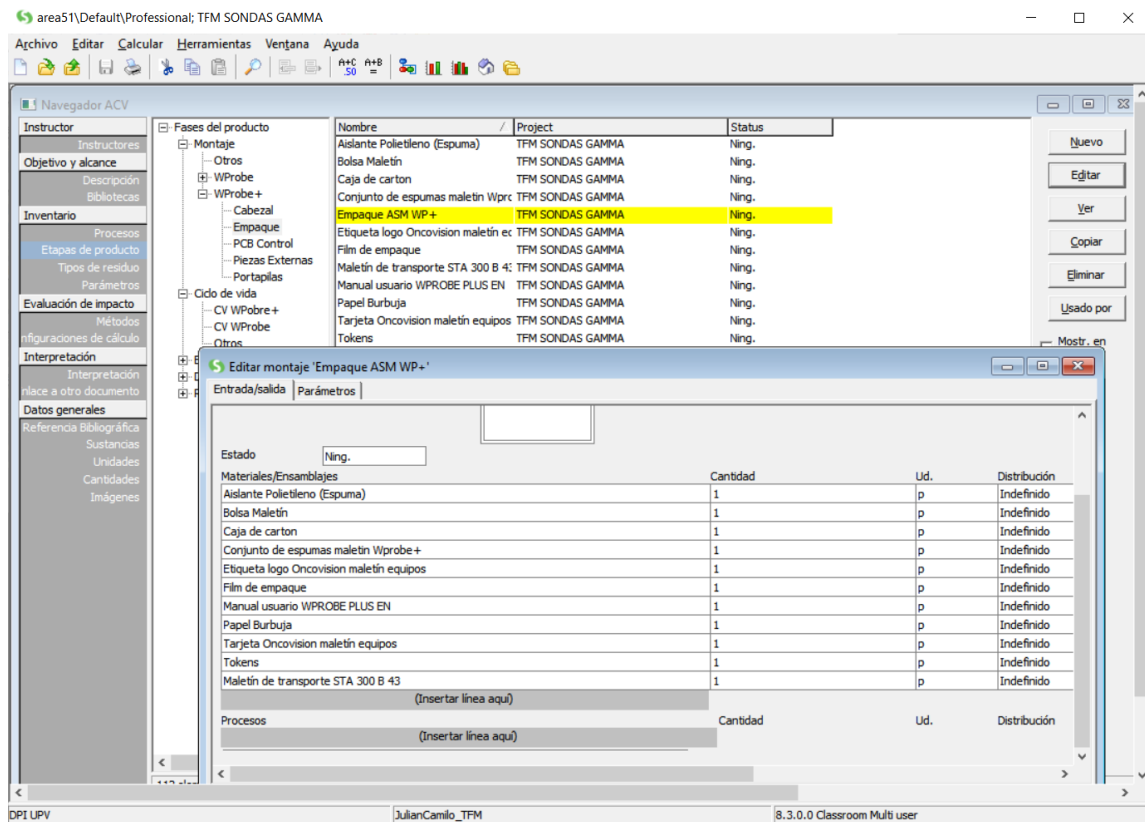 area51\Default\Professional; TFM SONDAS GAMMA
Archivo Editar Calcular Herramientas Ventana Ayuda
A+C .50 A+B =
Navegador ACV
Instructor
Instructores
Objetivo y alcance
Descripción
Bibliotecas
Inventario
Procesos
Etapas de producto
Tipos de residuo
Parámetros
Evaluación de impacto
Métodos
nfiguraciones de cálculo
Interpretación
Interpretación
nlace a otro documento
Datos generales
Referencia Bibliográfica
Sustancias
Unidades
Cantidades
Imágenes
Fases del producto
Montaje
Otros
WProbe
WProbe+
Cabezal
Empaque
PCB Control
Piezas Externas
Portapilas
Ciclo de vida
CV WPobre+
CV WProbe
Otros
Nombre / Project Status
Aislante Polietileno (Espuma) TFM SONDAS GAMMA Ning.
Bolsa Maletín TFM SONDAS GAMMA Ning.
Caja de carton TFM SONDAS GAMMA Ning.
Conjunto de espumas maletin Wprc TFM SONDAS GAMMA Ning.
Empaque ASM WP+ TFM SONDAS GAMMA Ning.
Etiqueta logo Oncovision maletín ec TFM SONDAS GAMMA Ning.
Film de empaque TFM SONDAS GAMMA Ning.
Maletín de transporte STA 300 B 43 TFM SONDAS GAMMA Ning.
Manual usuario WPROBE PLUS EN TFM SONDAS GAMMA Ning.
Papel Burbuja TFM SONDAS GAMMA Ning.
Tarjeta Oncovision maletín equipos TFM SONDAS GAMMA Ning.
Tokens TFM SONDAS GAMMA Ning.
Nuevo
Editar
Ver
Copiar
Eliminar
Usado por
Mostr. en
Editar montaje 'Empaque ASM WP+'
Entrada/salida Parámetros
Estado Ning.
Materiales/Ensamblajes Cantidad Ud. Distribución
Aislante Polietileno (Espuma) 1 p Indefinido
Bolsa Maletín 1 p Indefinido
Caja de carton 1 p Indefinido
Conjunto de espumas maletin Wprobe+ 1 p Indefinido
Etiqueta logo Oncovision maletín equipos 1 p Indefinido
Film de empaque 1 p Indefinido
Manual usuario WPROBE PLUS EN 1 p Indefinido
Papel Burbuja 1 p Indefinido
Tarjeta Oncovision maletín equipos 1 p Indefinido
Tokens 1 p Indefinido
Maletín de transporte STA 300 B 43 1 p Indefinido
(Insertar línea aquí)
Procesos Cantidad Ud. Distribución
(Insertar línea aquí)
DPI UPV JulianCamilo_TFM 8.3.0.0 Classroom Multi user